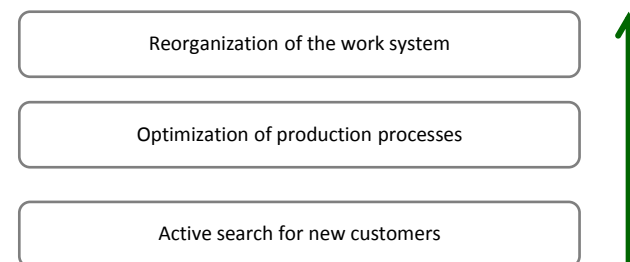 Reorganization of the work system
Optimization of production processes
Active search for new customers